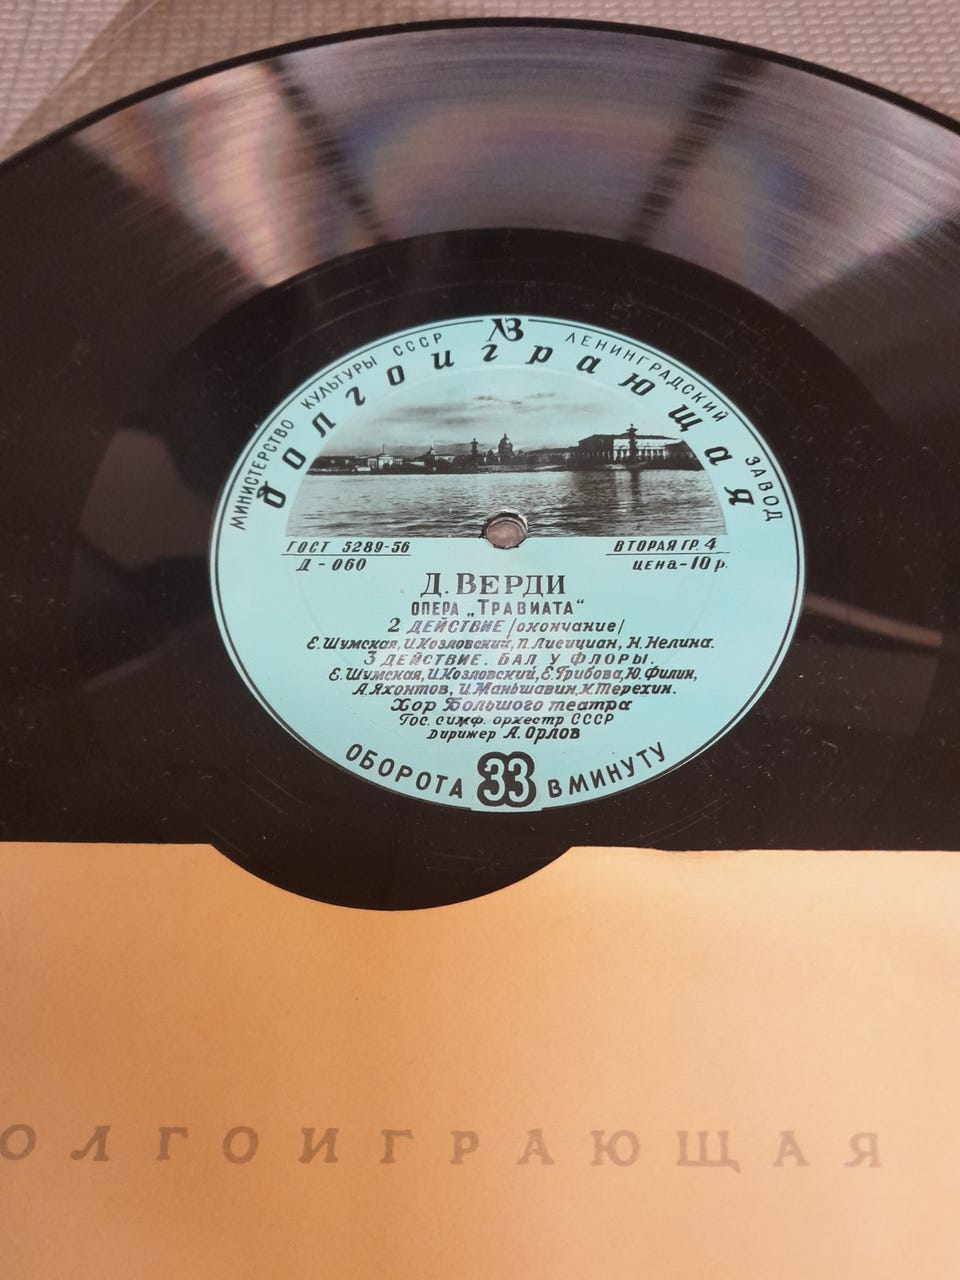 МИНИСТЕРСТВО КУЛЬТУРЫ СССР ЛЗ ЛЕНИНГРАДСКИЙ ЗАВОД
Долгоиграющая
ГОСТ 5289-56
Д-060
ВТОРАЯ ГР. 4
ЦЕНА-10 р.
Д. ВЕРДИ
ОПЕРА „ТРАВИАТА"
2 ДЕЙСТВИЕ /окончание/
Е. Шумская, И. Козловский, П. Лисициан, Н. Нелина.
3 ДЕЙСТВИЕ. БАЛ У ФЛОРЫ.
Е. Шумская, И. Козловский, Е. Грибова, Ю. Филин,
А. Яхонтов, И. Маньшавин, К. Терехин.
Хор Большого театра
Гос. симф. оркестр СССР
Дирижер А. Орлов
33 ОБОРОТА В МИНУТУ
ОЛГОИГРАЮЩАЯ